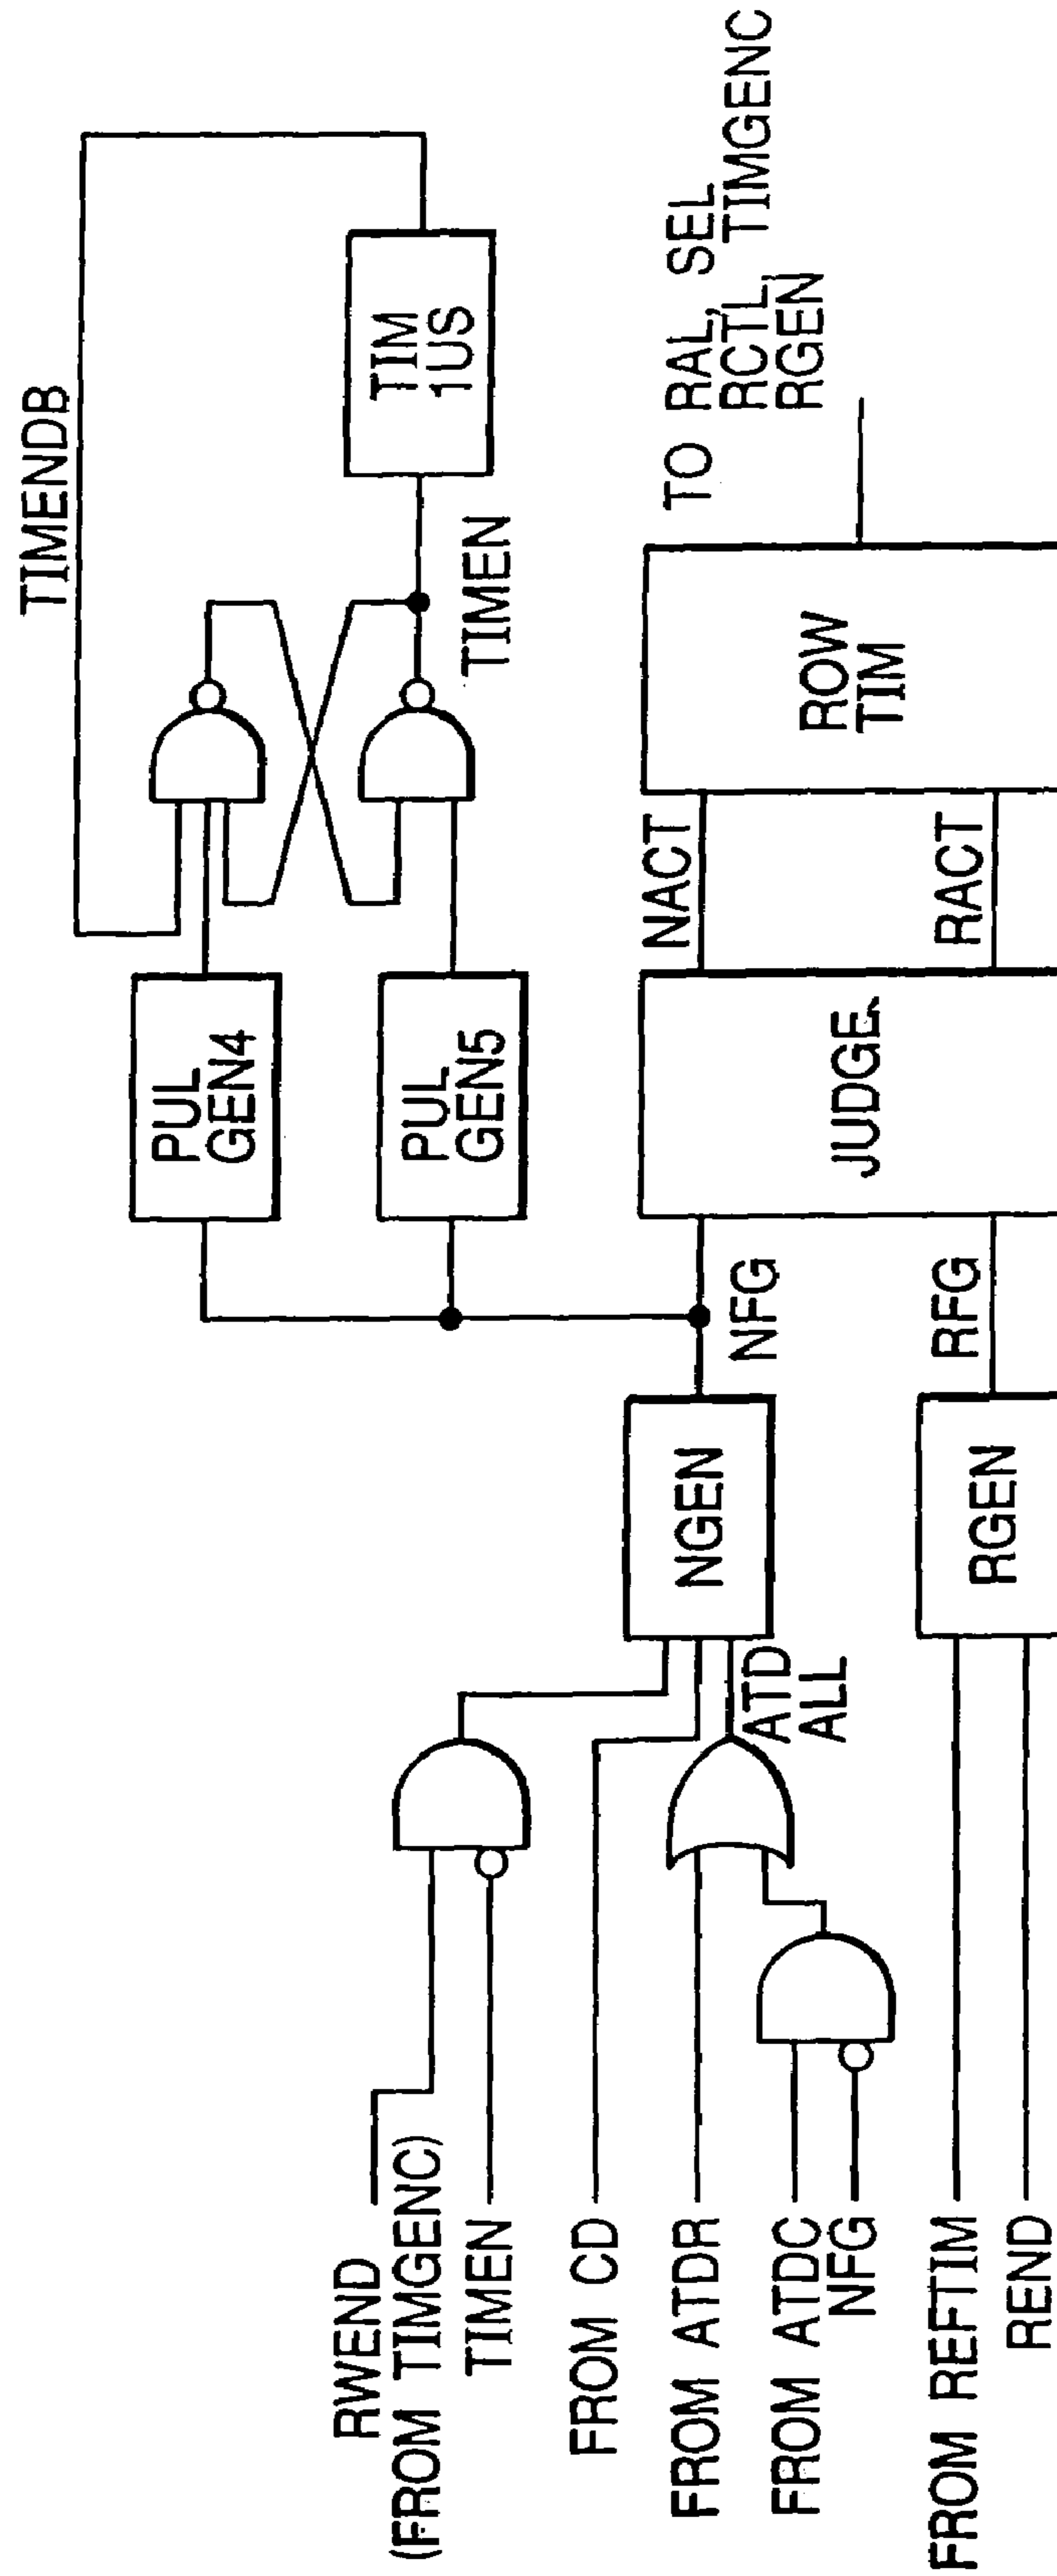 TIMENDB
PUL
GEN4
TIM
1US
PUL
GEN5
TIMEN
RWEND
(FROM TIMGENC)
TIMEN
FROM CD
FROM ATDR
FROM ATDC
NFG
ATD
ALL
NGEN
NFG
JUDGE
NACT
RACT
ROW
TIM
TO RAL, SEL
RCTL, TIMGENC
RGEN
FROM REFTIM
REND
RGEN
RFG